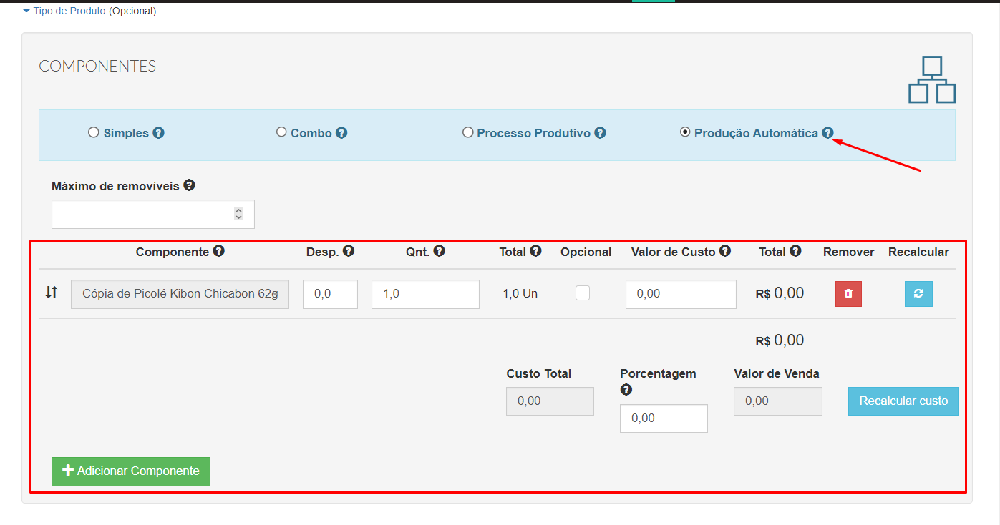 Tipo de Produto (Opcional)
COMPONENTES
Simples ?
Combo ?
Processo Produtivo ?
Produção Automática ?
Máximo de removíveis ?
Componente ? Desp. ? Qnt. ? Total ? Opcional Valor de Custo ? Total ? Remover Recalcular
Cópia de Picolé Kibon Chicabon 62g 0,0 1,0 1,0 Un 0,00 R$ 0,00
R$ 0,00
Custo Total Porcentagem ? Valor de Venda
0,00 0,00 0,00 Recalcular custo
Adicionar Componente